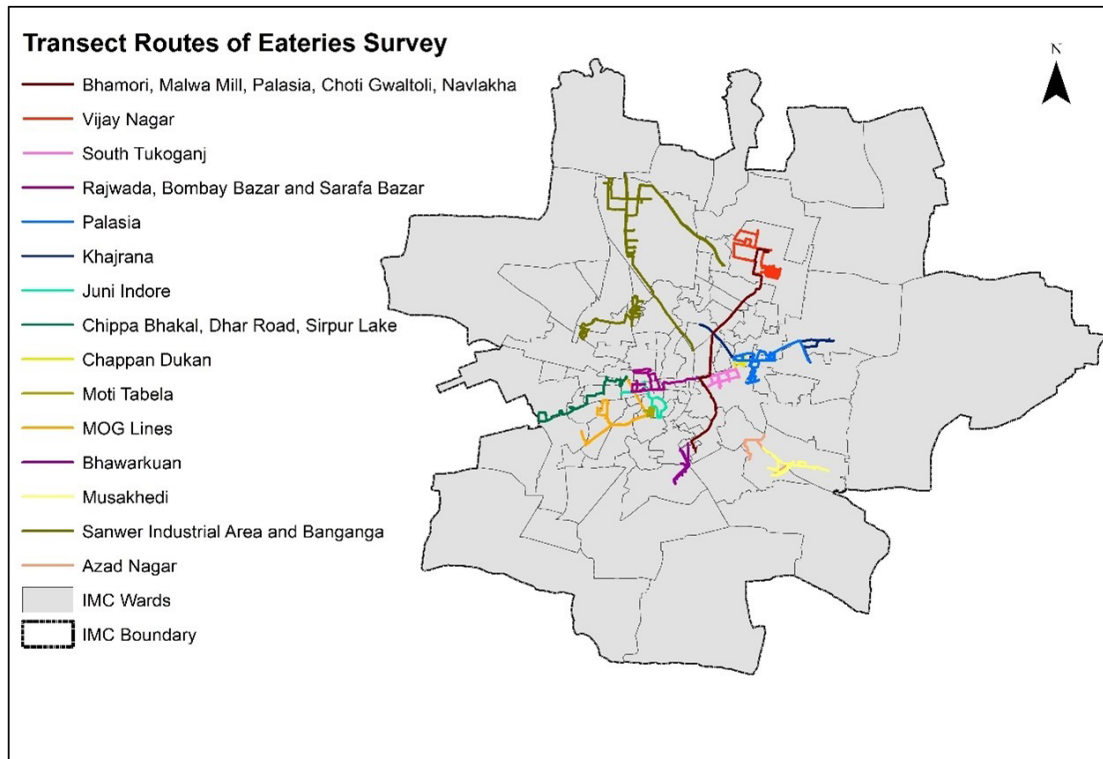 Transect Routes of Eateries Survey
N
Bhamori, Malwa Mill, Palasia, Choti Gwaltoli, Navlakha
Vijay Nagar
South Tukoganj
Rajwada, Bombay Bazar and Sarafa Bazar
Palasia
Khajrana
Juni Indore
Chippa Bhakal, Dhar Road, Sirpur Lake
Chappan Dukan
Moti Tabela
MOG Lines
Bhawarkuan
Musakhedi
Sanwer Industrial Area and Banganga
Azad Nagar
IMC Wards
IMC Boundary